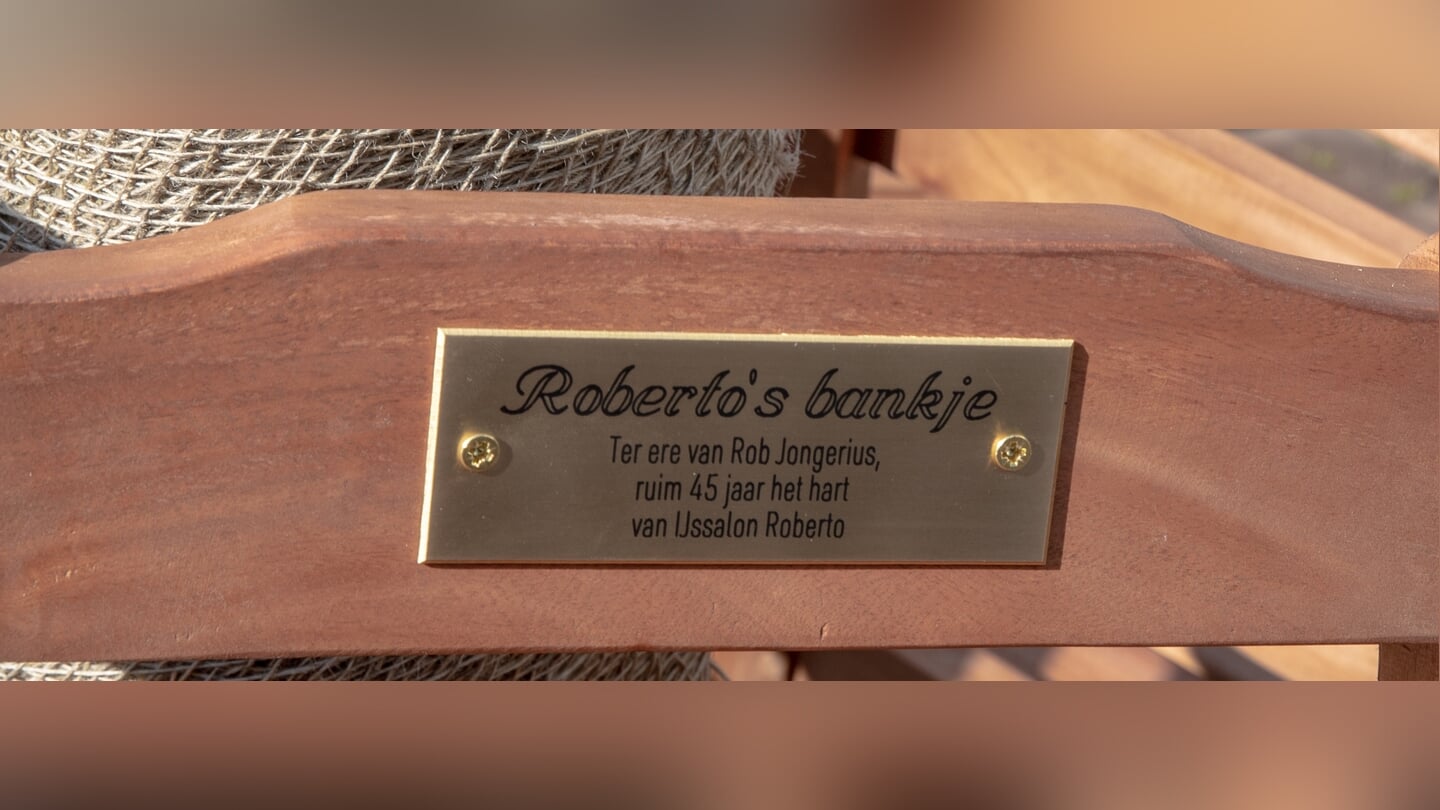 Roberto's bankje
Ter ere van Rob Jongerius,
ruim 45 jaar het hart
van IJssalon Roberto